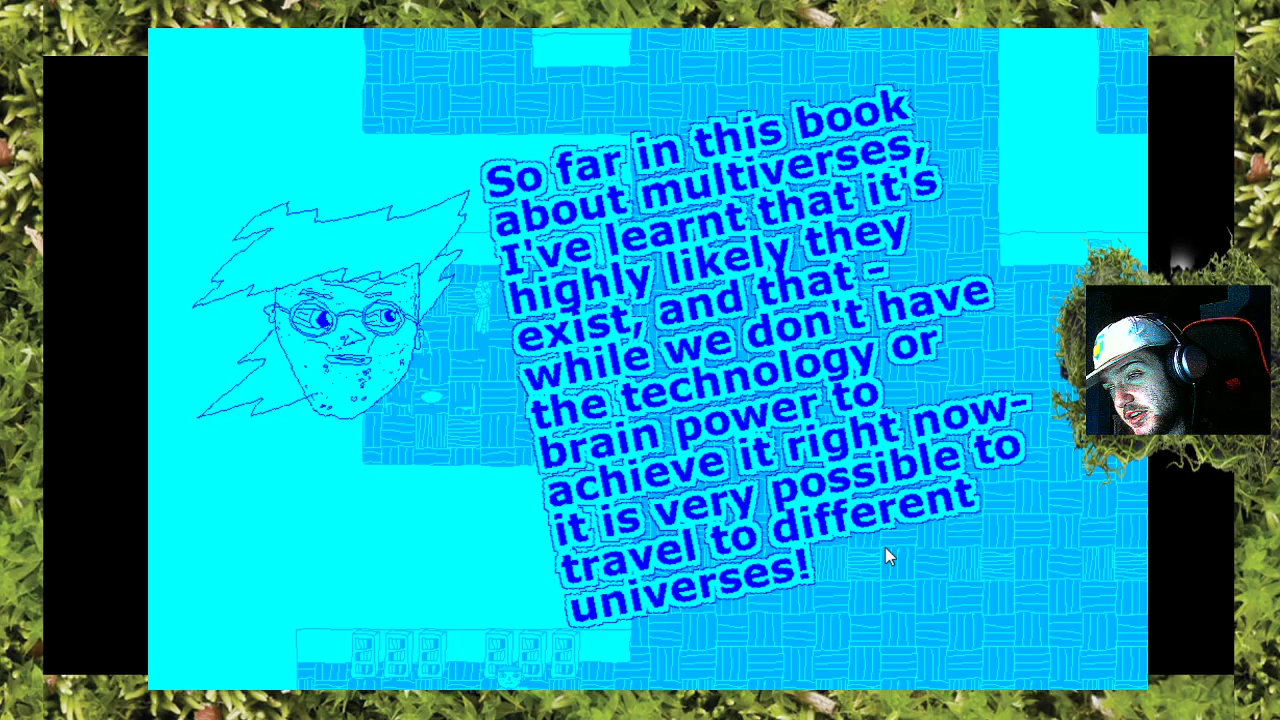 So far in this book
about multiverses,
I've learnt that it's
highly likely they
exist, and that -
while we don't have
the technology or
brain power to
achieve it right now-
it is very possible to
travel to different
universes!